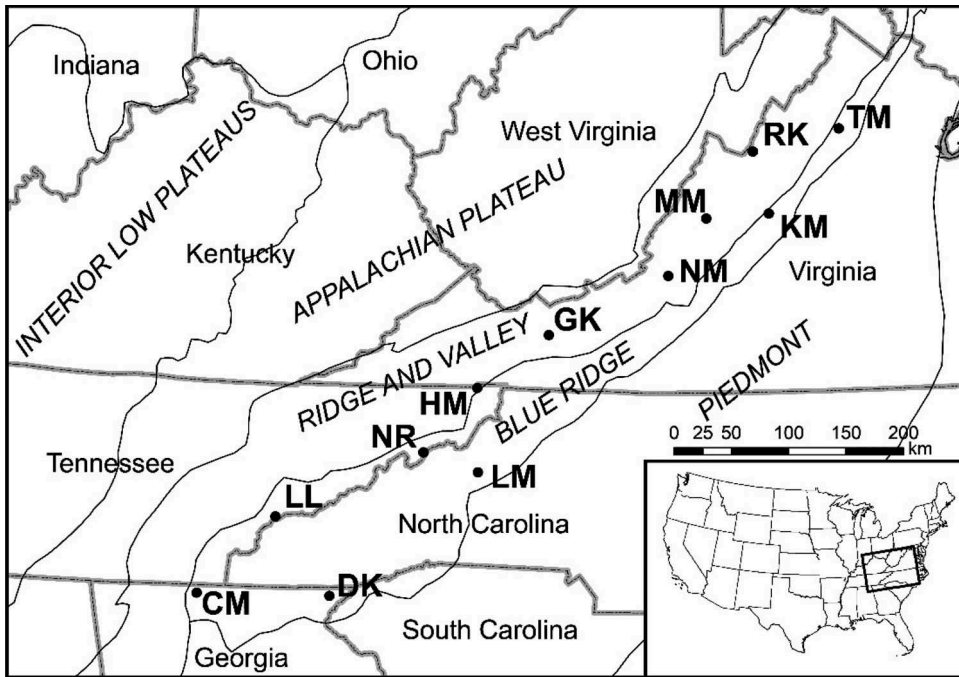 Indiana
Ohio
West Virginia
TM
RK
MM
KM
INTERIOR LOW PLATEAUS
APPALACHIAN PLATEAU
Kentucky
NM
Virginia
GK
RIDGE AND VALLEY
BLUE RIDGE
PIEDMONT
HM
NR
0 25 50 100 150 200
km
Tennessee
LM
LL
North Carolina
CM
DK
South Carolina
Georgia